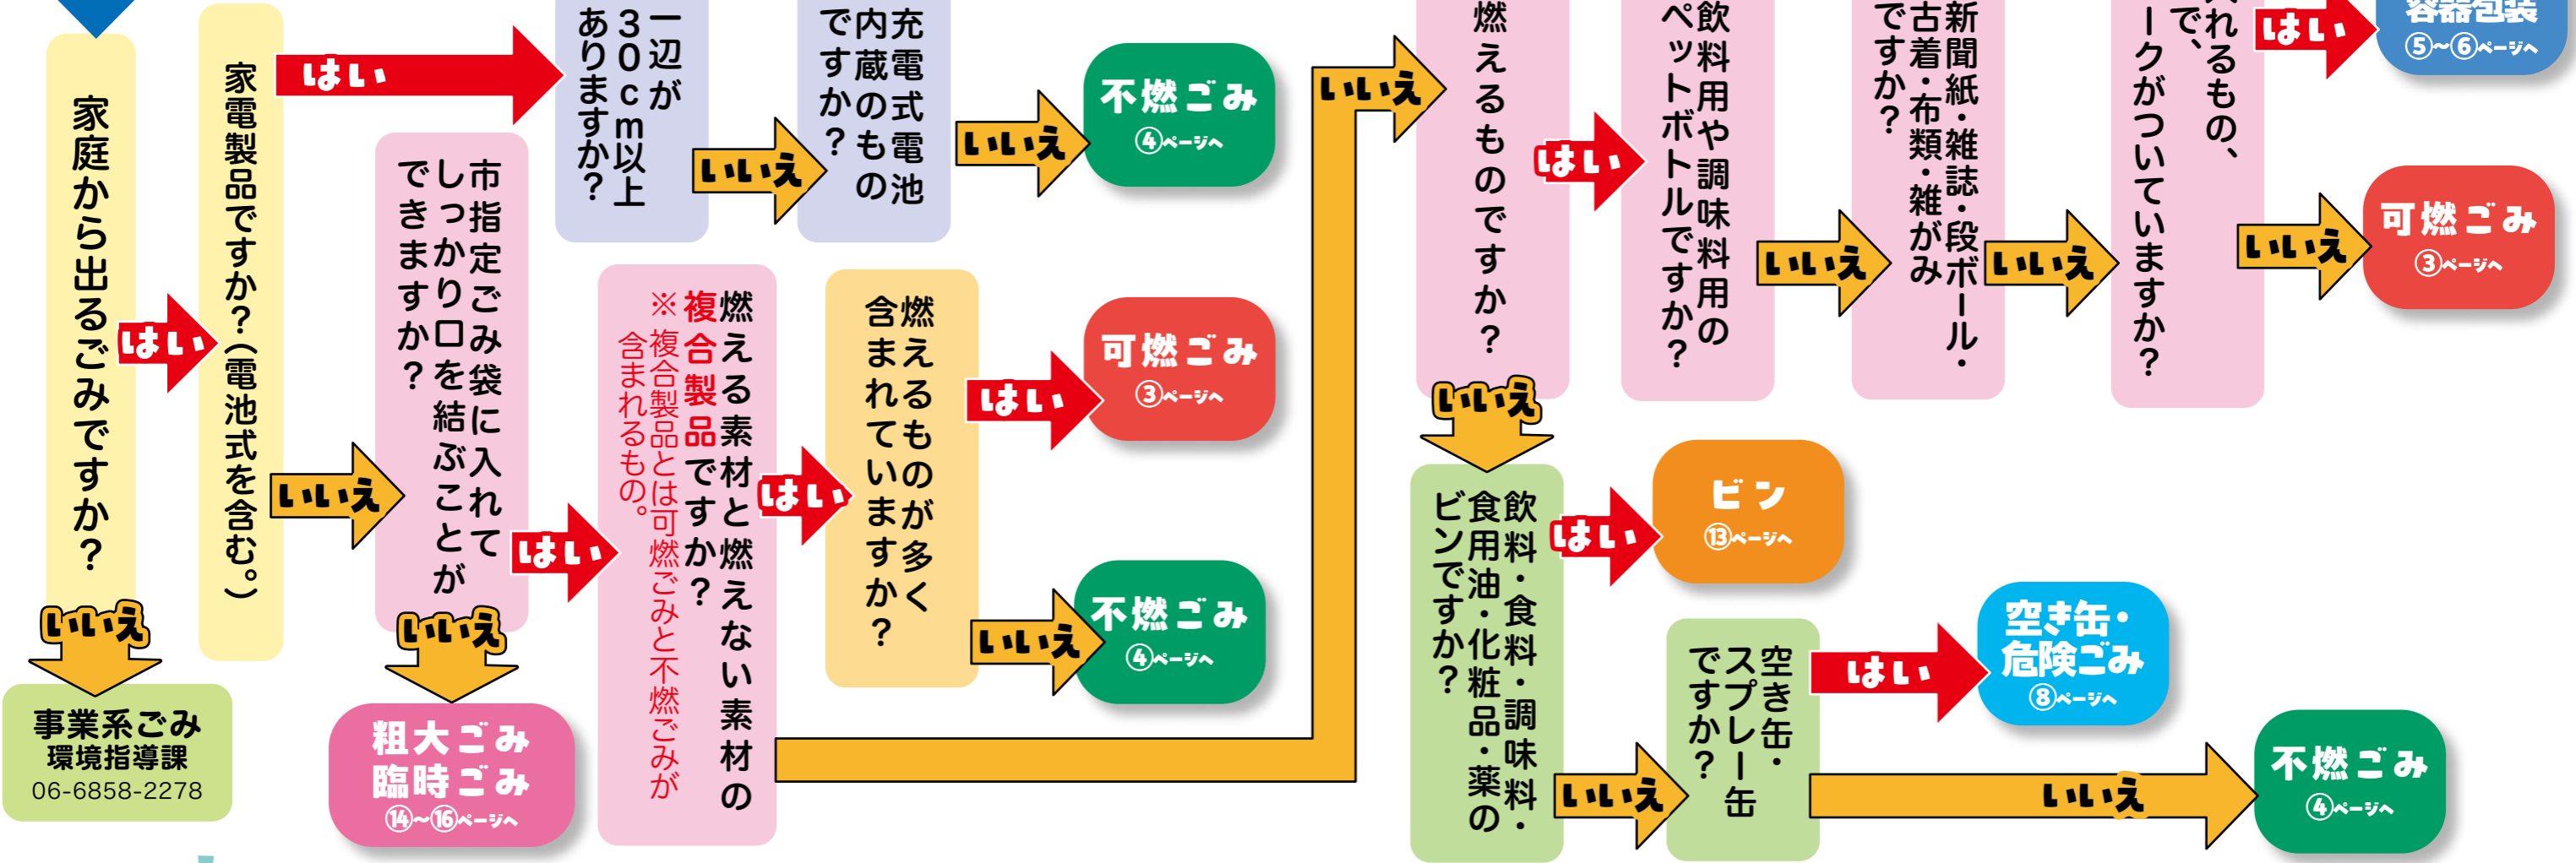 家庭から出るごみですか？
はい
いいえ
事業系ごみ
環境指導課
06-6858-2278
家電製品ですか？（電池式を含む。）
はい
いいえ
市指定ごみ袋に入れて
しっかり口を結ぶことが
できますか？
はい
いいえ
粗大ごみ
臨時ごみ
⑭～⑯ページへ
一辺が
30cm以上
ありますか？
いいえ
充電式電池
内蔵のもの
ですか？
いいえ
不燃ごみ
④ページへ
燃える素材と燃えない素材の
複合製品ですか？
※複合製品とは可燃ごみと不燃ごみが
含まれるもの。
はい
燃えるものが多く
含まれていますか？
はい
可燃ごみ
③ページへ
いいえ
不燃ごみ
④ページへ
いいえ
燃えるものですか？
はい
いいえ
飲料用や調味料用の
ペットボトルですか？
いいえ
新聞紙・雑誌・段ボール・
古着・布類・雑がみ
ですか？
いいえ
れるもの、
で、
ークがついていますか？
はい
容器包装
⑤～⑥ページへ
いいえ
可燃ごみ
③ページへ
飲料・食料・調味料・
食用油・化粧品・薬の
ビンですか？
はい
ビン
⑬ページへ
いいえ
空き缶・
スプレー缶
ですか？
はい
空き缶・
危険ごみ
⑧ページへ
いいえ
不燃ごみ
④ページへ